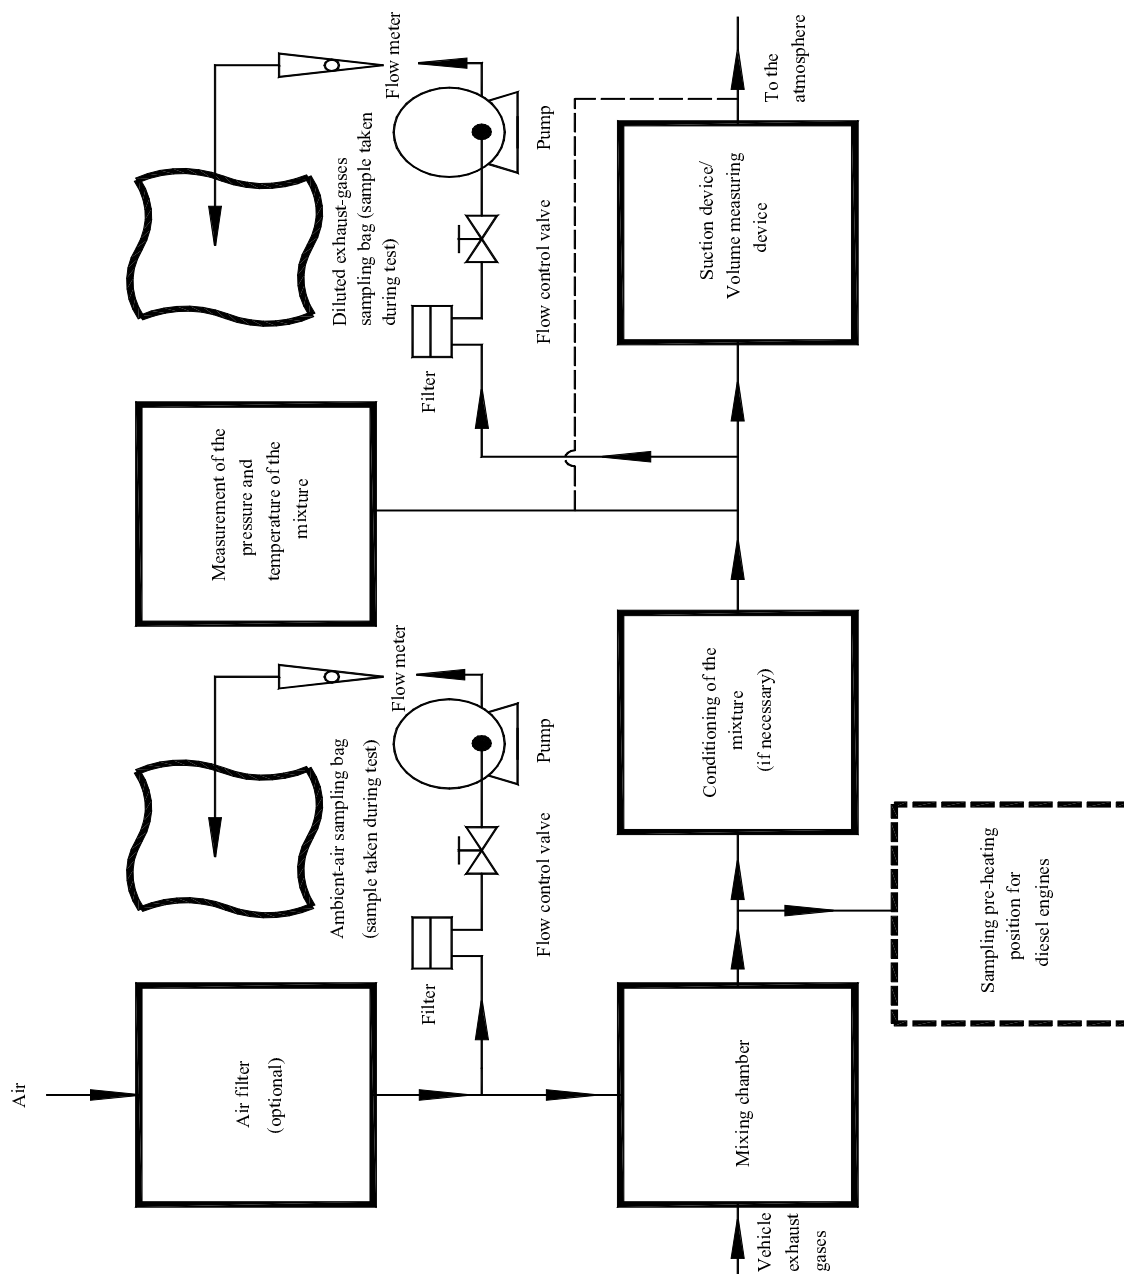 Air
Air filter
(optional)
Filter
Flow control valve
Pump
Flow meter
Ambient-air sampling bag
(sample taken during test)
Measurement of the
pressure and
temperature of the
mixture
Filter
Flow control valve
Pump
Flow meter
Diluted exhaust-gases
sampling bag (sample taken
during test)
Vehicle
exhaust
gases
Mixing chamber
Sampling pre-heating
position for
diesel engines
Conditioning of the
mixture
(if necessary)
Suction device/
Volume measuring
device
To the
atmosphere